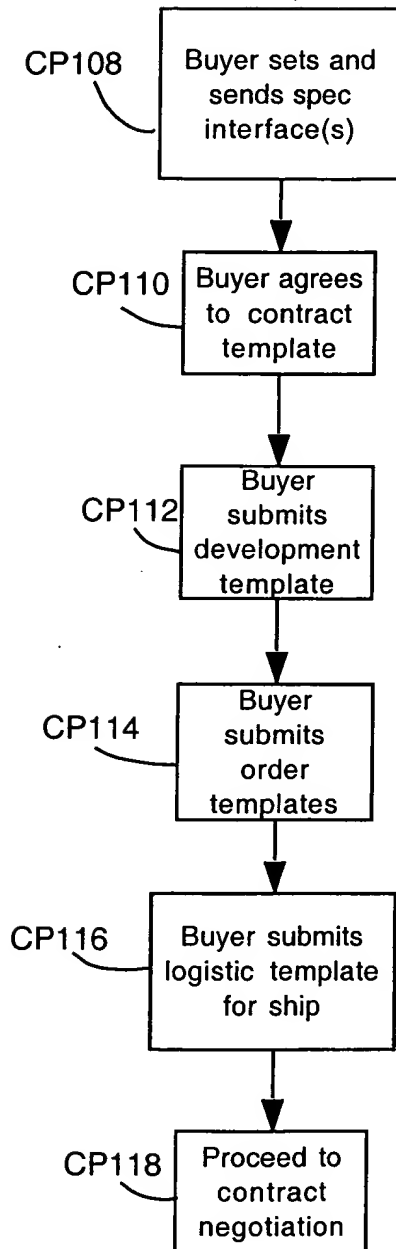 CP108
Buyer sets and
sends spec
interface(s)
CP110
Buyer agrees
to contract
template
CP112
Buyer
submits
development
template
CP114
Buyer
submits
order
templates
CP116
Buyer submits
logistic template
for ship
CP118
Proceed to
contract
negotiation